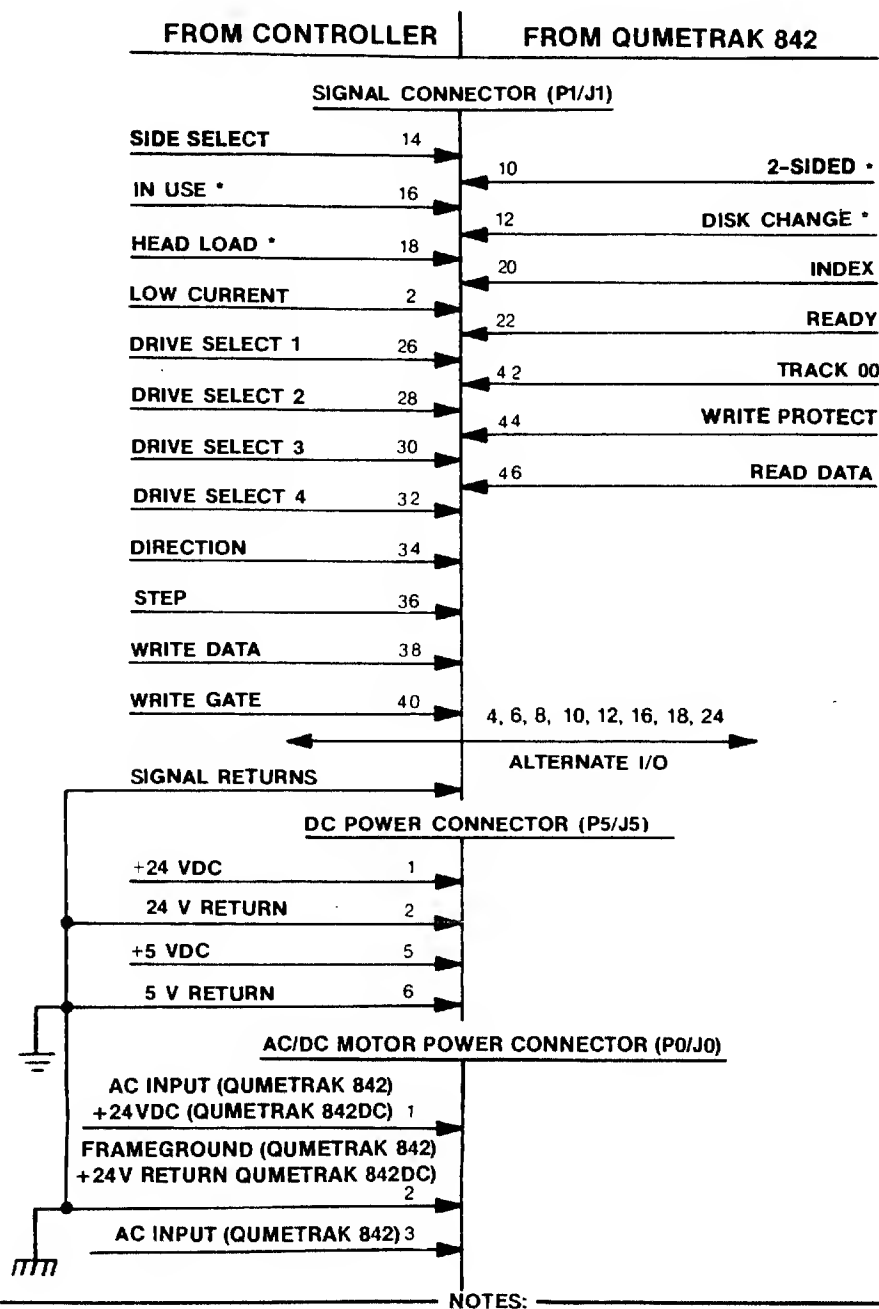 FROM CONTROLLER FROM QUMETRAK 842
SIGNAL CONNECTOR (P1/J1)
SIDE SELECT 14
10 2-SIDED *
IN USE * 16
12 DISK CHANGE *
HEAD LOAD * 18
20 INDEX
LOW CURRENT 2
22 READY
DRIVE SELECT 1 26
42 TRACK 00
DRIVE SELECT 2 28
44 WRITE PROTECT
DRIVE SELECT 3 30
46 READ DATA
DRIVE SELECT 4 32
DIRECTION 34
STEP 36
WRITE DATA 38
WRITE GATE 40
4, 6, 8, 10, 12, 16, 18, 24
ALTERNATE I/O
SIGNAL RETURNS
DC POWER CONNECTOR (P5/J5)
+24 VDC 1
24 V RETURN 2
+5 VDC 5
5 V RETURN 6
AC/DC MOTOR POWER CONNECTOR (P0/J0)
AC INPUT (QUMETRAK 842)
+24VDC (QUMETRAK 842DC) 1
FRAMEGROUND (QUMETRAK 842)
+24V RETURN QUMETRAK 842DC)
2
AC INPUT (QUMETRAK 842) 3
NOTES: